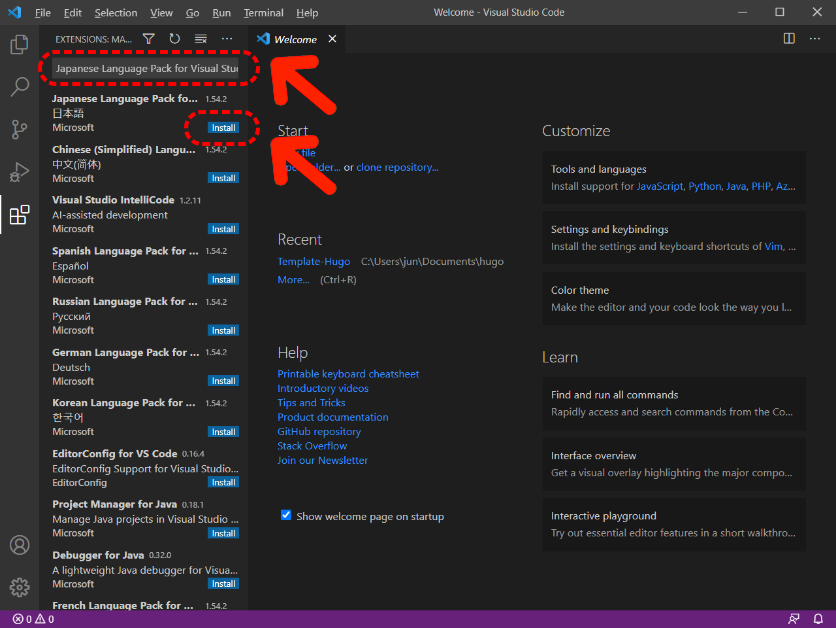 File Edit Selection View Go Run Terminal Help
Welcome - Visual Studio Code
EXTENSIONS: MA...
Welcome
Japanese Language Pack for Visual Stu
Japanese Language Pack fo... 1.54.2
日本語
Microsoft Install
Chinese (Simplified) Langu... 1.54.2
中文(简体)
Microsoft Install
Visual Studio IntelliCode 1.2.11
AI-assisted development
Microsoft Install
Spanish Language Pack for ... 1.54.2
Español
Microsoft Install
Russian Language Pack for ... 1.54.2
Русский
Microsoft Install
German Language Pack for ... 1.54.2
Deutsch
Microsoft Install
Korean Language Pack for ... 1.54.2
한국어
Microsoft Install
EditorConfig for VS Code 0.16.4
EditorConfig Support for Visual Studio...
EditorConfig Install
Project Manager for Java 0.18.1
Manage Java projects in Visual Studio ...
Microsoft Install
Debugger for Java 0.32.0
A lightweight Java debugger for Visua...
Microsoft Install
French Language Pack for ... 1.54.2
Start
file
or clone repository...
Recent
Template-Hugo C:\Users\jun\Documents\hugo
More... (Ctrl+R)
Help
Printable keyboard cheatsheet
Introductory videos
Tips and Tricks
Product documentation
GitHub repository
Stack Overflow
Join our Newsletter
Show welcome page on startup
Customize
Tools and languages
Install support for JavaScript, Python, Java, PHP, Az...
Settings and keybindings
Install the settings and keyboard shortcuts of Vim, ...
Color theme
Make the editor and your code look the way you l...
Learn
Find and run all commands
Rapidly access and search commands from the Co...
Interface overview
Get a visual overlay highlighting the major compo...
Interactive playground
Try out essential editor features in a short walkthro...
0 0